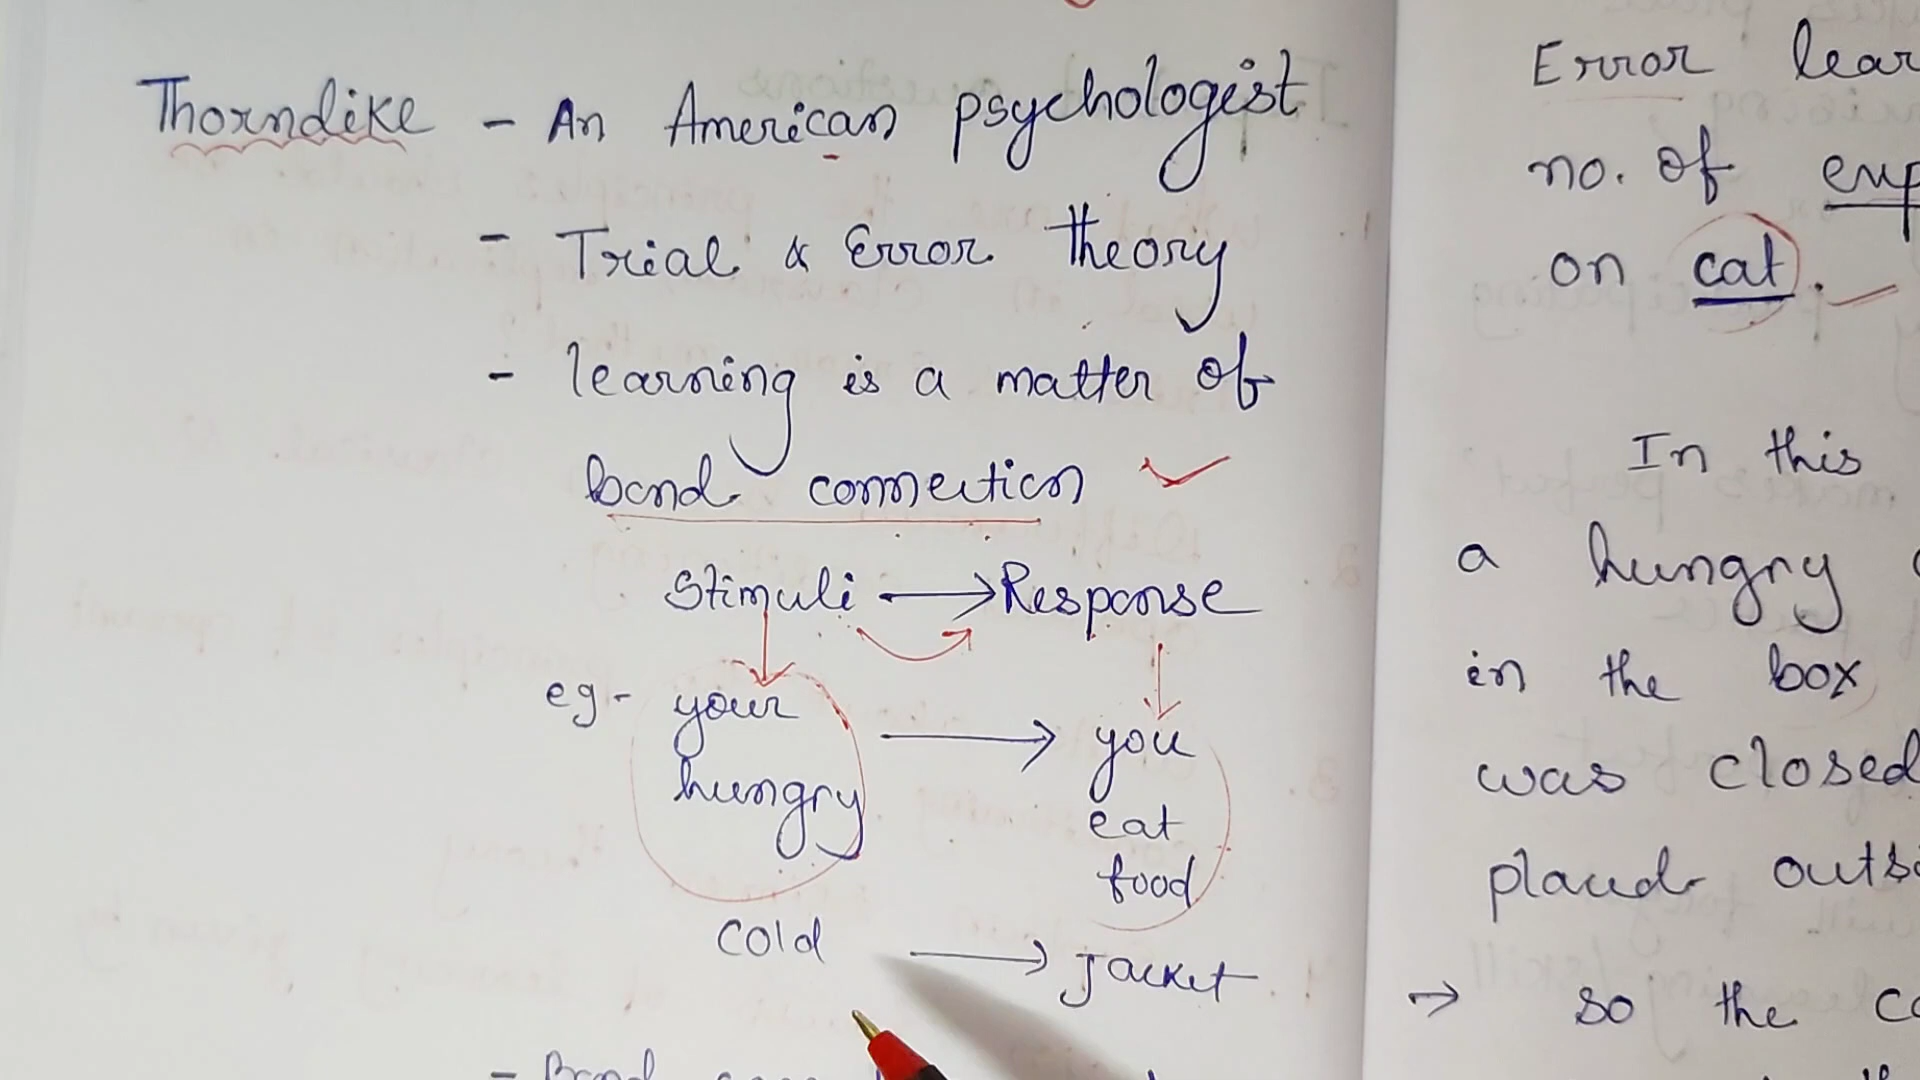 Thorndike - An American psychologist
- Trial & Error theory
- learning is a matter of
bond connection
Stimuli → Response
eg- your → you
hungry eat
food
cold → jacket
- Bond
Error
no. of
on cat.
In this
a hungry
in the box
was closed
placed
→ so the